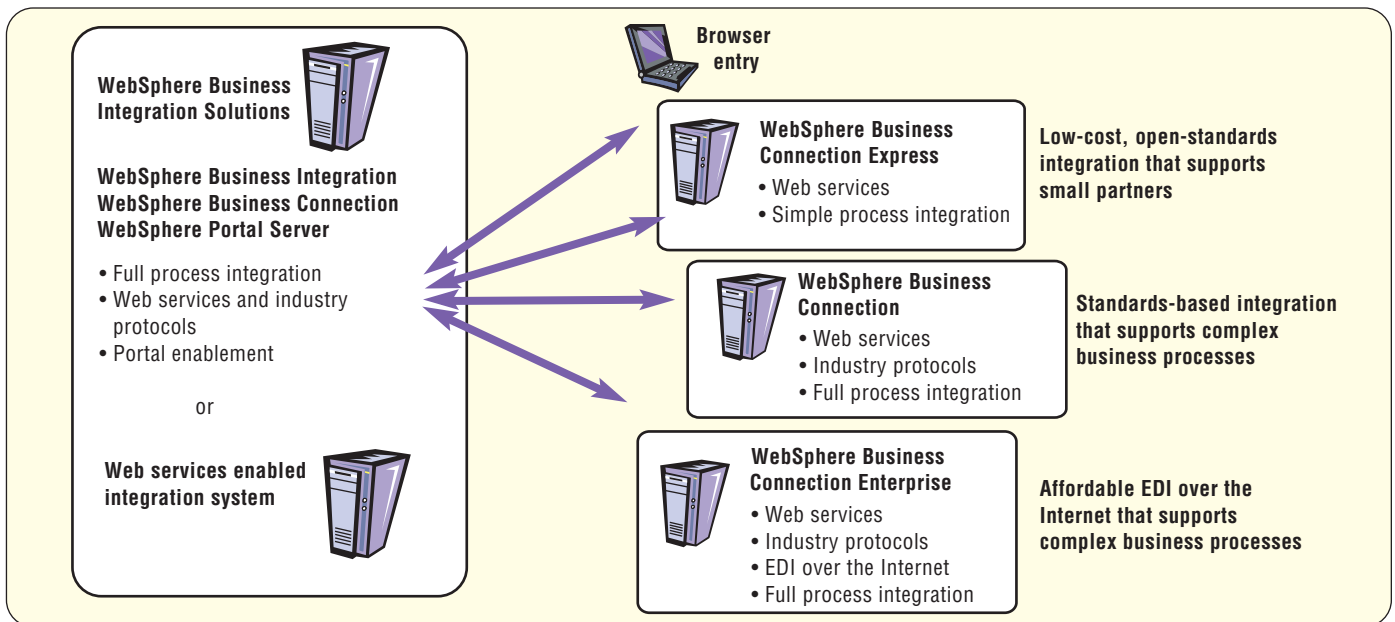 WebSphere Business
Integration Solutions
WebSphere Business Integration
WebSphere Business Connection
WebSphere Portal Server
• Full process integration
• Web services and industry
protocols
• Portal enablement
or
Web services enabled
integration system
Browser
entry
WebSphere Business
Connection Express
• Web services
• Simple process integration
Low-cost, open-standards
integration that supports
small partners
WebSphere Business
Connection
• Web services
• Industry protocols
• Full process integration
Standards-based integration
that supports complex
business processes
WebSphere Business
Connection Enterprise
• Web services
• Industry protocols
• EDI over the Internet
• Full process integration
Affordable EDI over the
Internet that supports
complex business processes